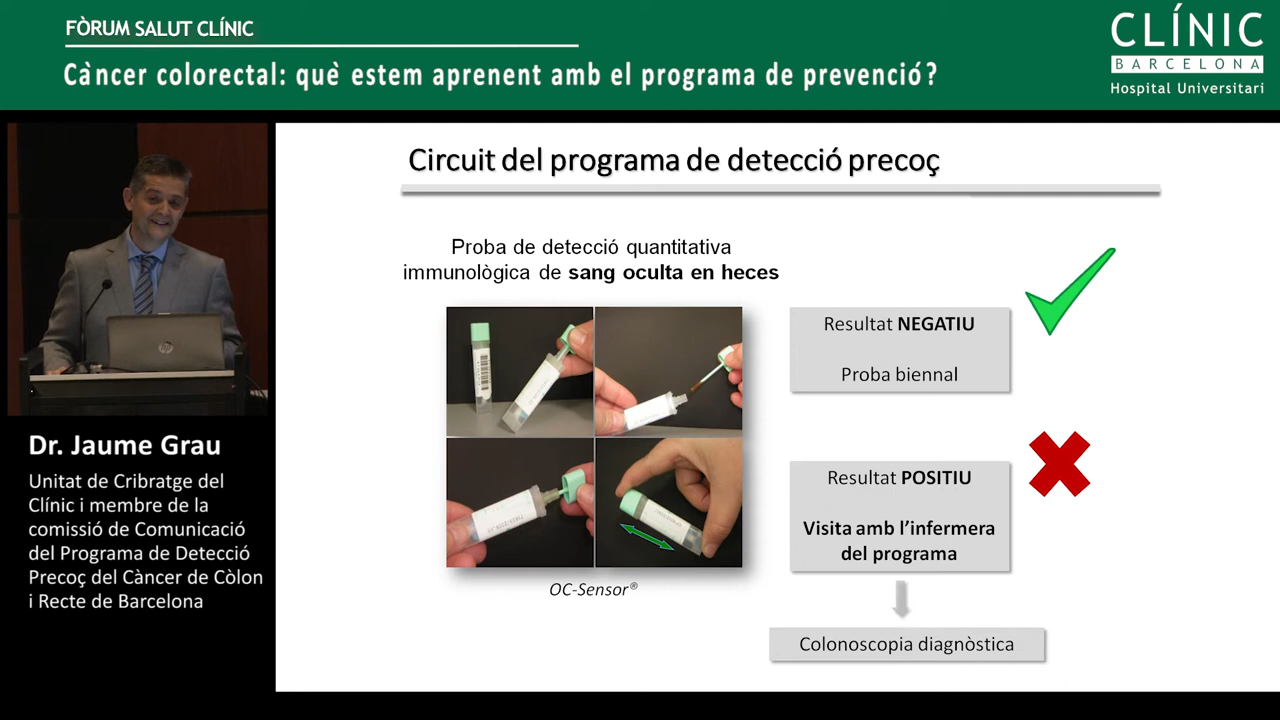 FÒRUM SALUT CLÍNIC
Càncer colorectal: què estem aprenent amb el programa de prevenció?
CLÍNIC
BARCELONA
Hospital Universitari
Circuit del programa de detecció precoç
Proba de detecció quantitativa
immunològica de sang oculta en heces
OC-Sensor®
Resultat NEGATIU
Proba biennal
Resultat POSITIU
Visita amb l'infermera
del programa
Colonoscopia diagnòstica
hp
Dr. Jaume Grau
Unitat de Cribratge del
Clínic i membre de la
comissió de Comunicació
del Programa de Detecció
Precoç del Càncer de Còlon
i Recte de Barcelona